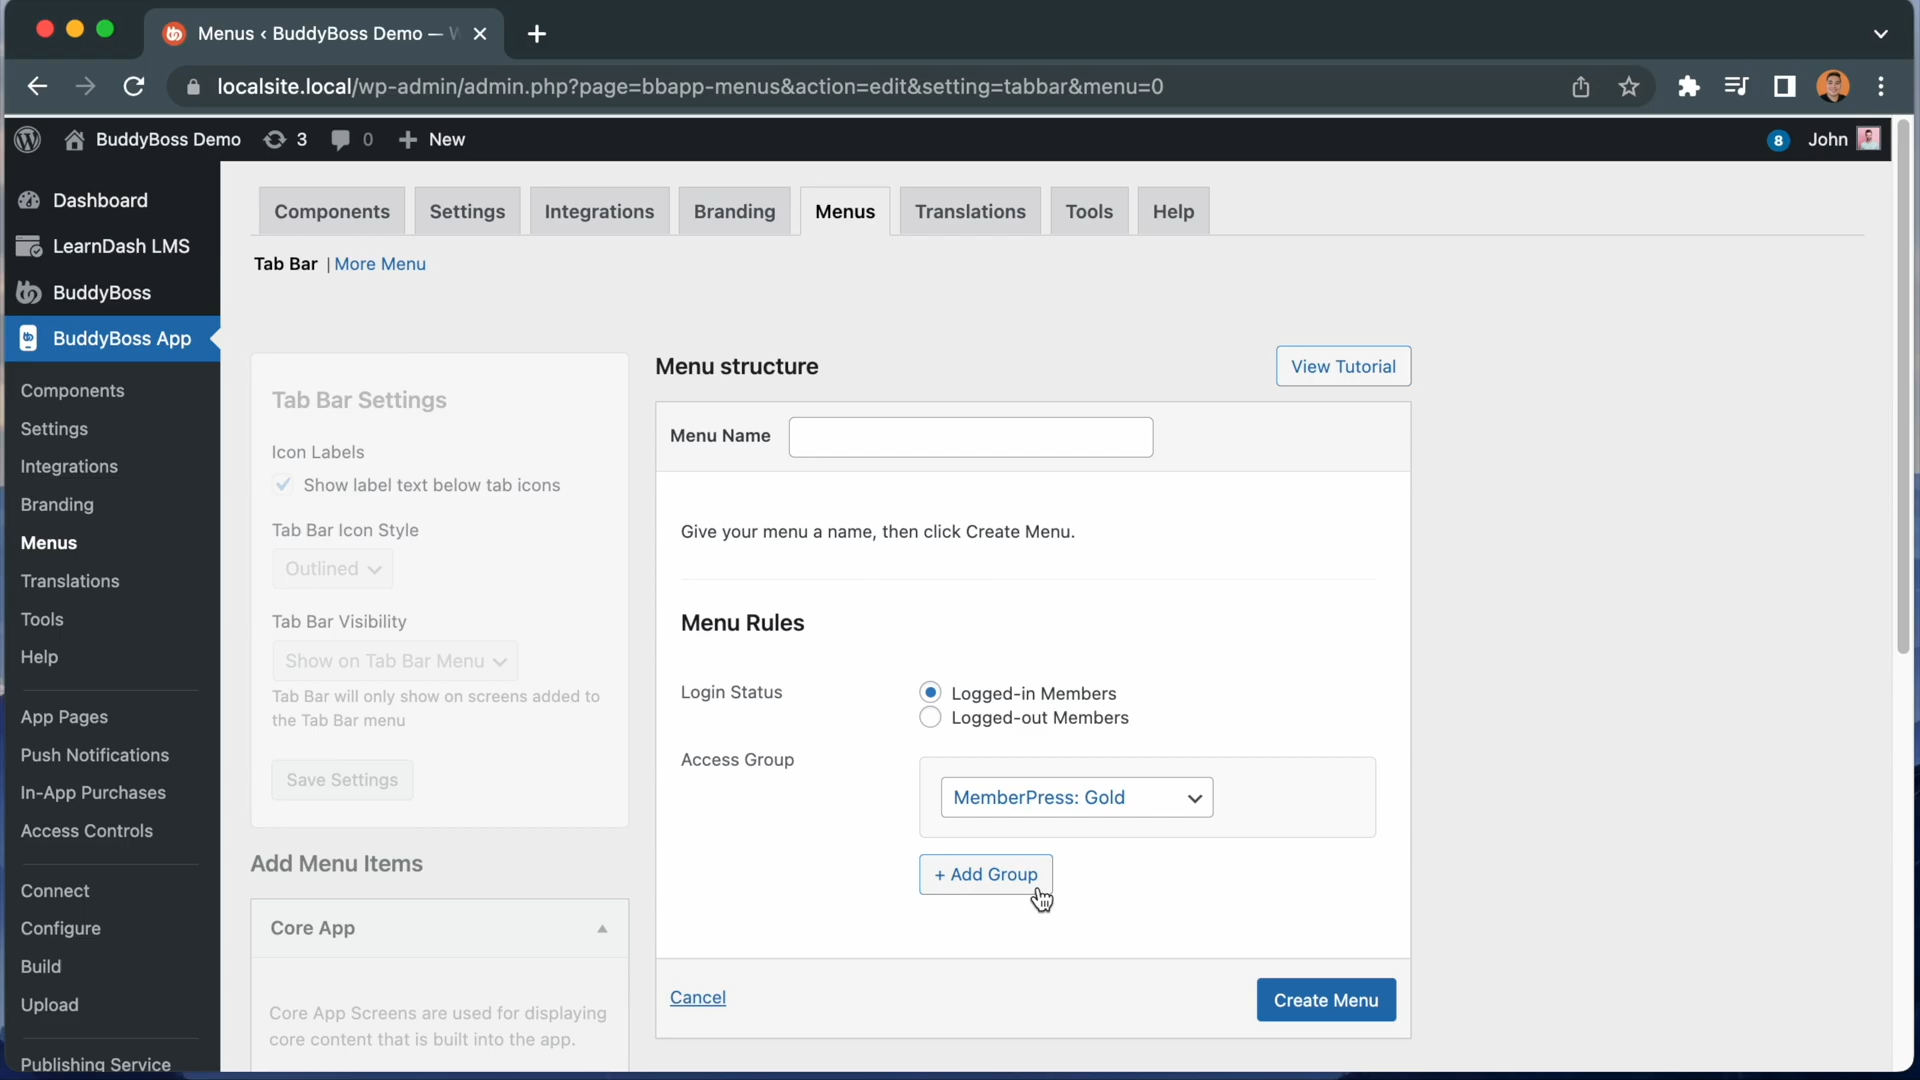 Menus ‹ BuddyBoss Demo — W
localsite.local/wp-admin/admin.php?page=bbapp-menus&action=edit&setting=tabbar&menu=0
BuddyBoss Demo
3
0
New
8
John
Dashboard
LearnDash LMS
BuddyBoss
BuddyBoss App
Components
Settings
Integrations
Branding
Menus
Translations
Tools
Help
App Pages
Push Notifications
In-App Purchases
Access Controls
Connect
Configure
Build
Upload
Publishing Service
Components
Settings
Integrations
Branding
Menus
Translations
Tools
Help
Tab Bar | More Menu
Tab Bar Settings
Icon Labels
Show label text below tab icons
Tab Bar Icon Style
Outlined
Tab Bar Visibility
Show on Tab Bar Menu
Tab Bar will only show on screens added to
the Tab Bar menu
Save Settings
Add Menu Items
Core App
Core App Screens are used for displaying
core content that is built into the app.
Menu structure
View Tutorial
Menu Name
Give your menu a name, then click Create Menu.
Menu Rules
Login Status
Logged-in Members
Logged-out Members
Access Group
MemberPress: Gold
+ Add Group
Cancel
Create Menu